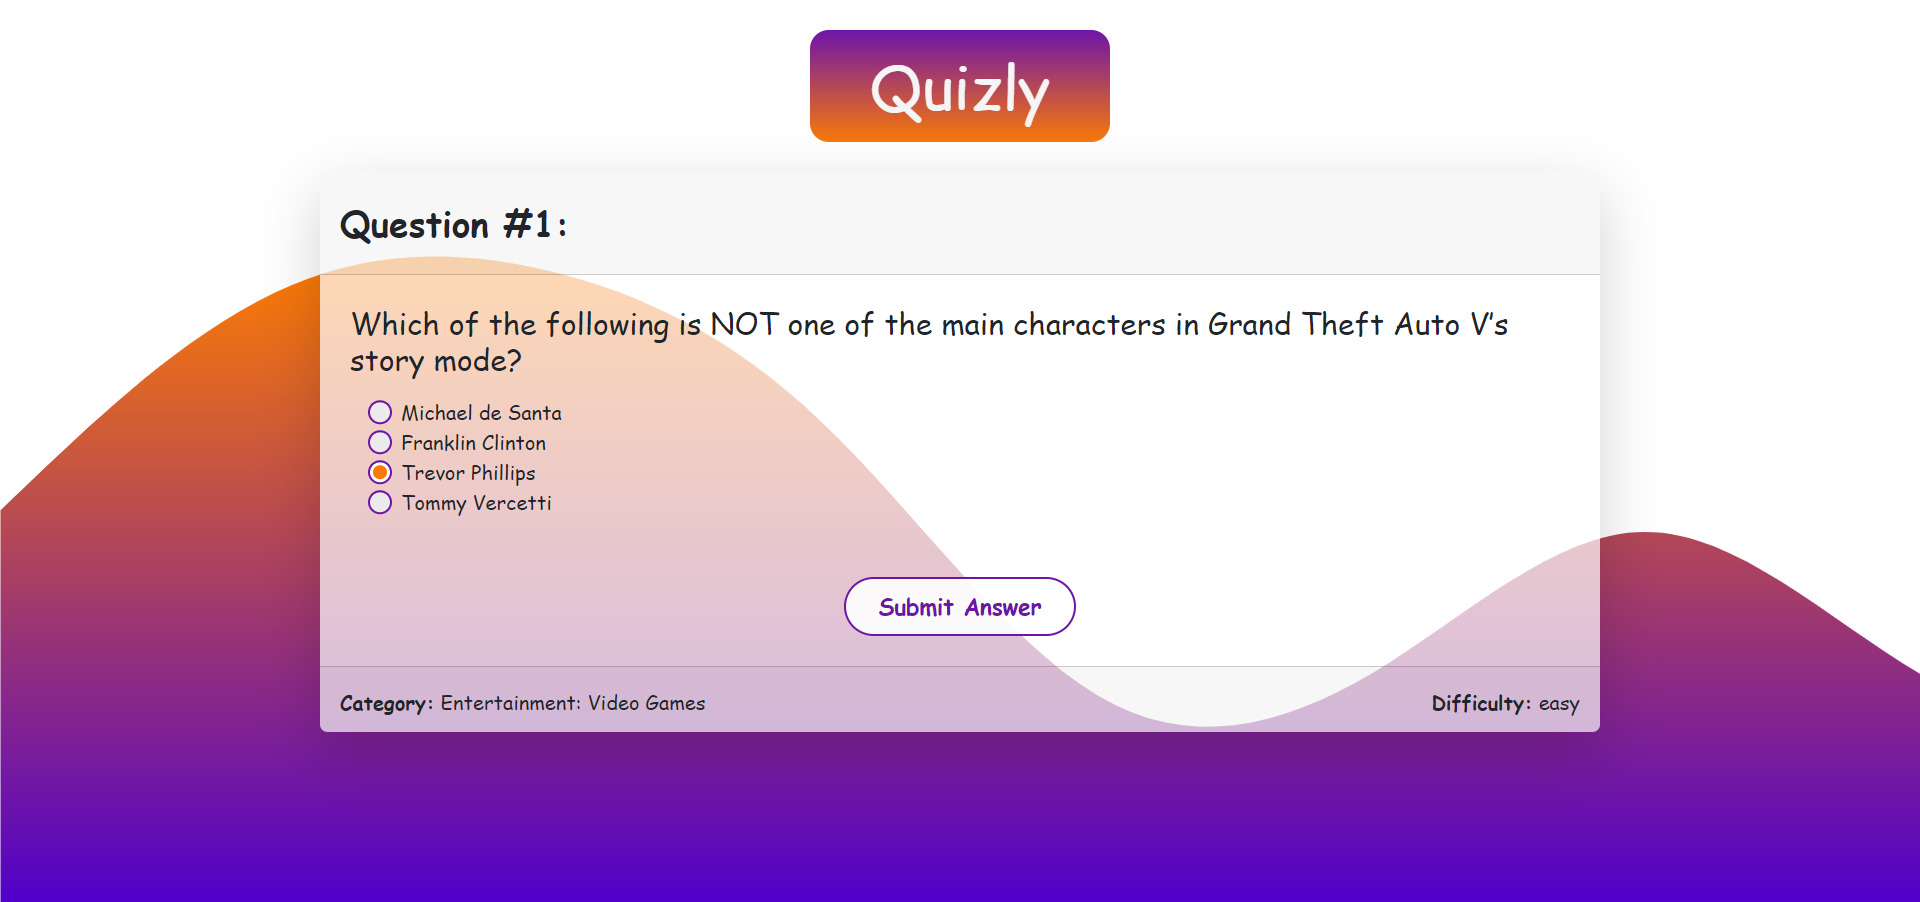 Quizly
Question #1:
Which of the following is NOT one of the main characters in Grand Theft Auto V's
story mode?
Michael de Santa
Franklin Clinton
Trevor Phillips
Tommy Vercetti
Submit Answer
Category: Entertainment: Video Games
Difficulty: easy